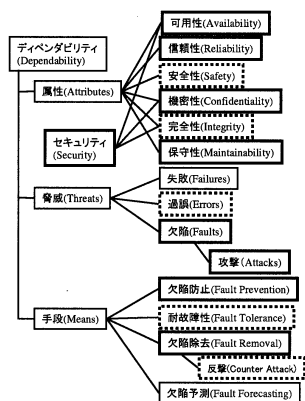 ディペンダビリティ
(Dependability)
属性(Attributes)
可用性(Availability)
信頼性(Reliability)
安全性(Safety)
機密性(Confidentiality)
完全性(Integrity)
保守性(Maintainability)
セキュリティ
(Security)
脅威(Threats)
失敗(Failures)
過誤(Errors)
欠陥(Faults)
攻撃(Attacks)
手段(Means)
欠陥防止(Fault Prevention)
耐故障性(Fault Tolerance)
欠陥除去(Fault Removal)
反撃(Counter Attack)
欠陥予測(Fault Forecasting)